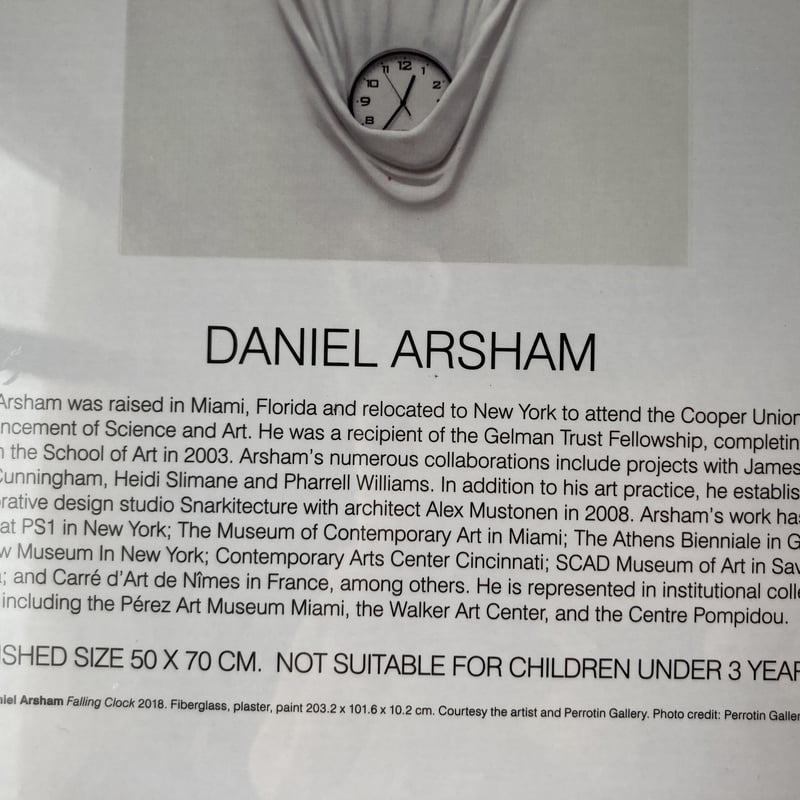 11 12 1
10 2
9
8
DANIEL ARSHAM
Arsham was raised in Miami, Florida and relocated to New York to attend the Cooper Union
ncement of Science and Art. He was a recipient of the Gelman Trust Fellowship, completin
n the School of Art in 2003. Arsham's numerous collaborations include projects with James
Cunningham, Heidi Slimane and Pharrell Williams. In addition to his art practice, he establis
orative design studio Snarkitecture with architect Alex Mustonen in 2008. Arsham's work has
at PS1 in New York; The Museum of Contemporary Art in Miami; The Athens Bienniale in G
w Museum In New York; Contemporary Arts Center Cincinnati; SCAD Museum of Art in Sav
; and Carré d'Art de Nîmes in France, among others. He is represented in institutional colle
including the Pérez Art Museum Miami, the Walker Art Center, and the Centre Pompidou.
SHED SIZE 50 X 70 CM. NOT SUITABLE FOR CHILDREN UNDER 3 YEAR
niel Arsham Falling Clock 2018. Fiberglass, plaster, paint 203.2 x 101.6 x 10.2 cm. Courtesy the artist and Perrotin Gallery. Photo credit: Perrotin Galler